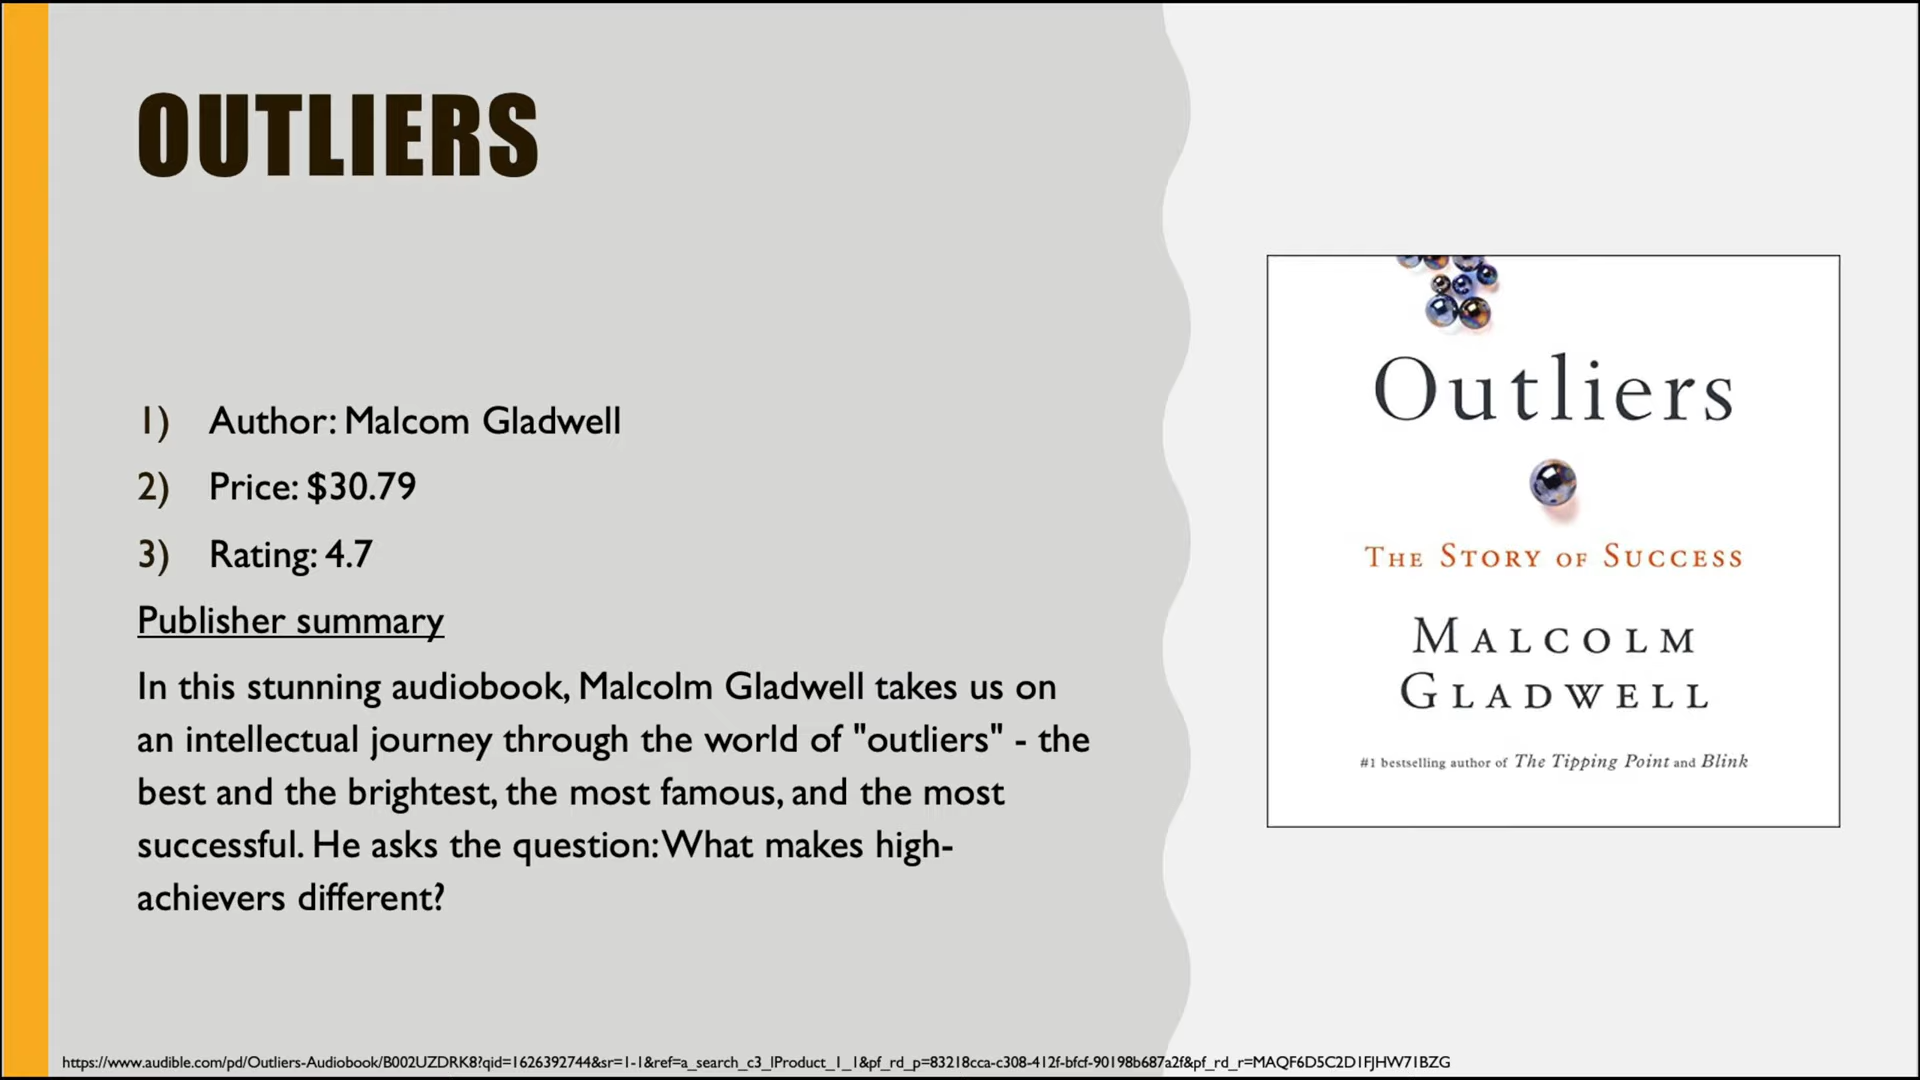 OUTLIERS
1) Author: Malcom Gladwell
2) Price: $30.79
3) Rating: 4.7
Publisher summary
In this stunning audiobook, Malcolm Gladwell takes us on
an intellectual journey through the world of "outliers" - the
best and the brightest, the most famous, and the most
successful. He asks the question: What makes high-
achievers different?
Outliers
THE STORY OF SUCCESS
MALCOLM
GLADWELL
#1 bestselling author of The Tipping Point and Blink
https://www.audible.com/pd/Outliers-Audiobook/B002UZDRK8?qid=1626392744&sr=1-1&ref=a_search_c3_lProduct_1_1&pf_rd_p=83218cca-c308-412f-bfcf-90198b687a2f&pf_rd_r=MAQF6D5C2D1FJHW71BZG